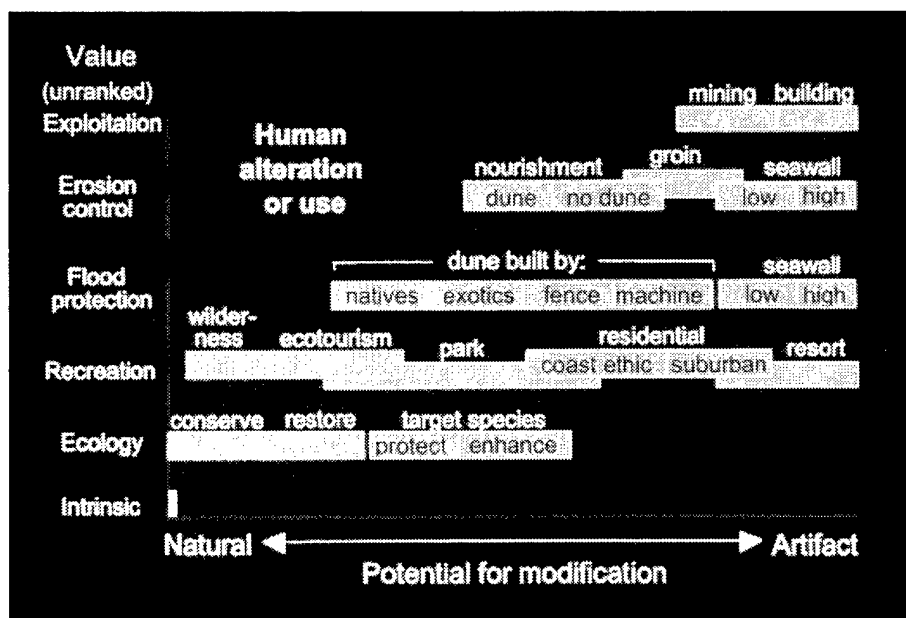 Value
(unranked)
Exploitation
mining building
Human
alteration
or use
Erosion
control
nourishment groin seawall
dune no dune low high
Flood
protection
dune built by: seawall
natives exotics fence machine low high
Recreation
wilder-
ness ecotourism park residential resort
coast ethic suburban
Ecology
conserve restore target species
protect enhance
Intrinsic
Natural Artifact
Potential for modification